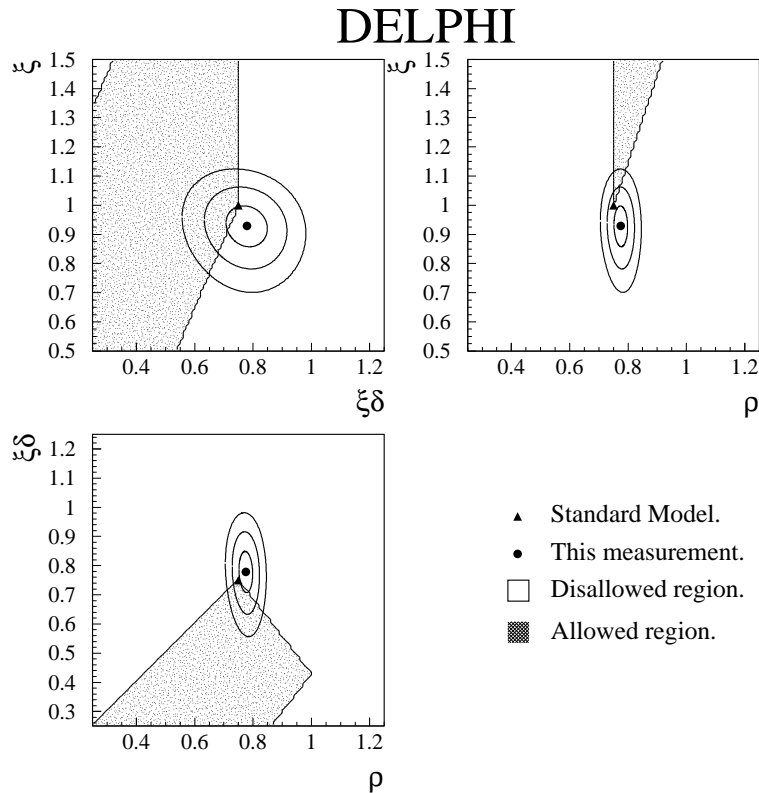 DELPHI
ξ
1.5
1.4
1.3
1.2
1.1
1
0.9
0.8
0.7
0.6
0.5
0.4 0.6 0.8 1 1.2
ξδ
ξ
1.5
1.4
1.3
1.2
1.1
1
0.9
0.8
0.7
0.6
0.5
0.4 0.6 0.8 1 1.2
ρ
ξδ
1.2
1.1
1
0.9
0.8
0.7
0.6
0.5
0.4
0.3
0.4 0.6 0.8 1 1.2
ρ
Standard Model.
This measurement.
Disallowed region.
Allowed region.